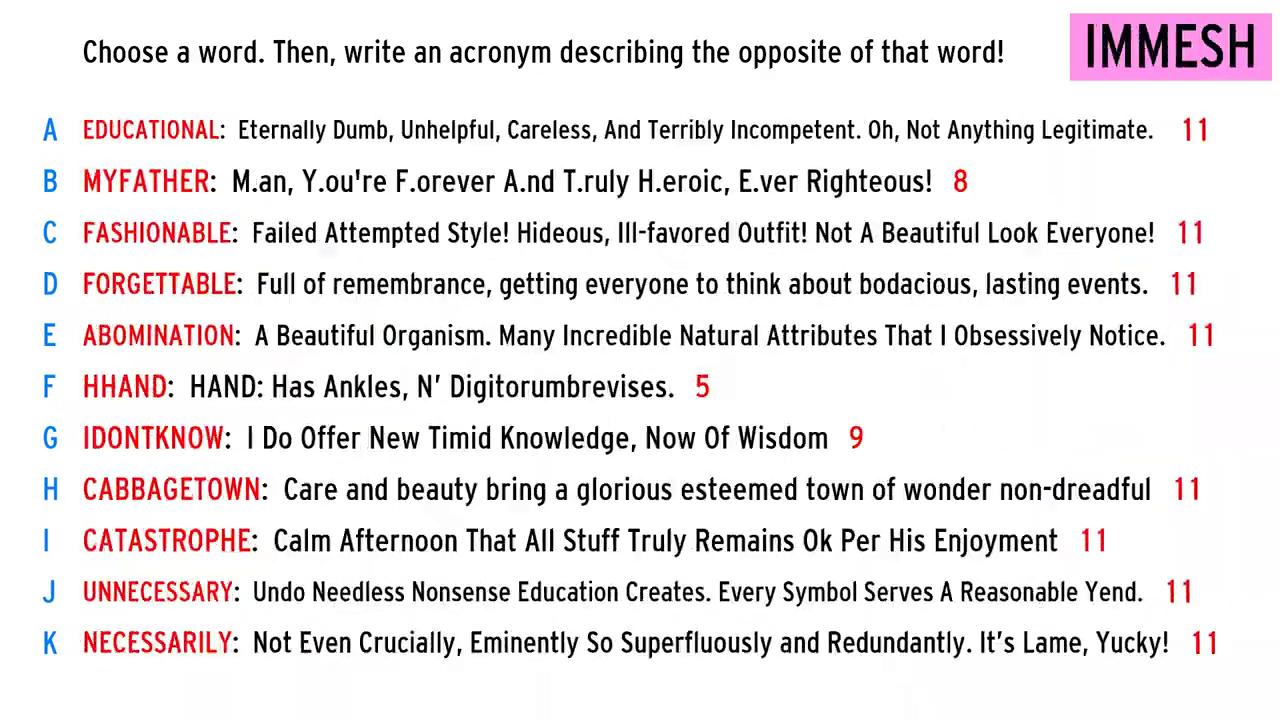 Choose a word. Then, write an acronym describing the opposite of that word!
IMMESH
A EDUCATIONAL: Eternally Dumb, Unhelpful, Careless, And Terribly Incompetent. Oh, Not Anything Legitimate. 11
B MYFATHER: M.an, Y.ou're F.orever A.nd T.ruly H.eroic, E.ver Righteous! 8
C FASHIONABLE: Failed Attempted Style! Hideous, Ill-favored Outfit! Not A Beautiful Look Everyone! 11
D FORGETTABLE: Full of remembrance, getting everyone to think about bodacious, lasting events. 11
E ABOMINATION: A Beautiful Organism. Many Incredible Natural Attributes That I Obsessively Notice. 11
F HHAND: HAND: Has Ankles, N’ Digitorumbrevises. 5
G IDONTKNOW: I Do Offer New Timid Knowledge, Now Of Wisdom 9
H CABBAGETOWN: Care and beauty bring a glorious esteemed town of wonder non-dreadful 11
I CATASTROPHE: Calm Afternoon That All Stuff Truly Remains Ok Per His Enjoyment 11
J UNNECESSARY: Undo Needless Nonsense Education Creates. Every Symbol Serves A Reasonable Yend. 11
K NECESSARILY: Not Even Crucially, Eminently So Superfluously and Redundantly. It’s Lame, Yucky! 11